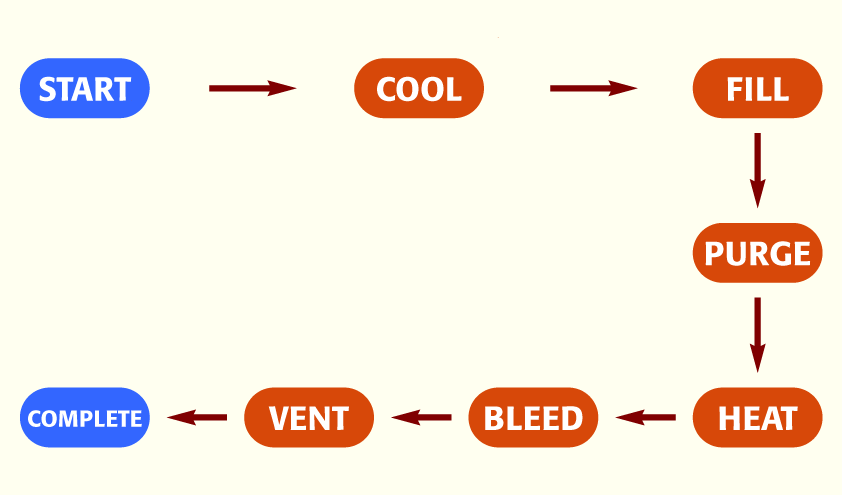 START
COOL
FILL
PURGE
HEAT
BLEED
VENT
COMPLETE